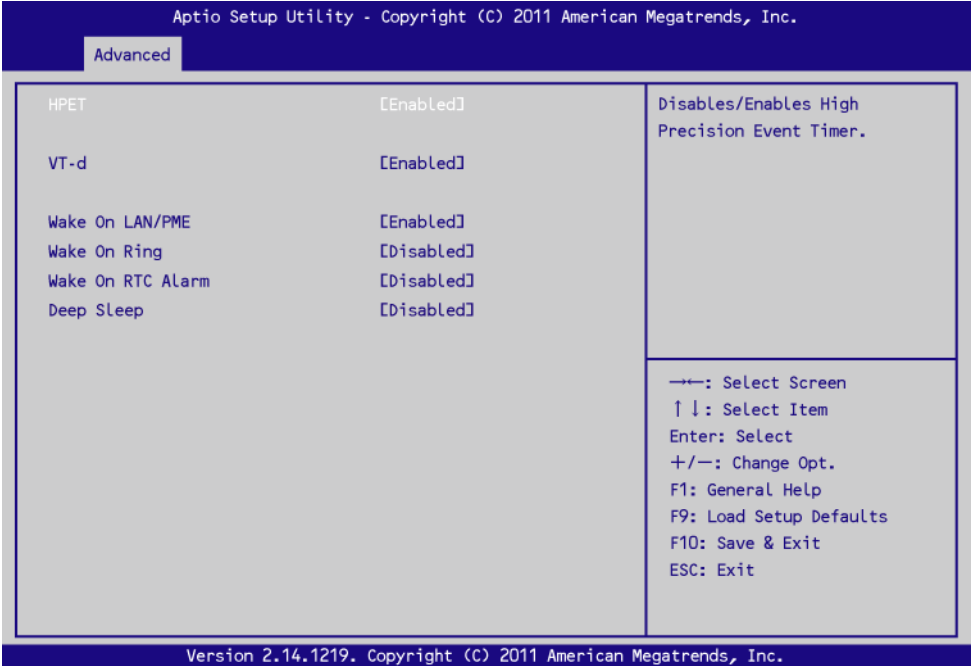 Aptio Setup Utility - Copyright (C) 2011 American Megatrends, Inc.
Advanced
HPET [Enabled]
VT-d [Enabled]
Wake On LAN/PME [Enabled]
Wake On Ring [Disabled]
Wake On RTC Alarm [Disabled]
Deep Sleep [Disabled]
Disables/Enables High
Precision Event Timer.
→←: Select Screen
↑↓: Select Item
Enter: Select
+/−: Change Opt.
F1: General Help
F9: Load Setup Defaults
F10: Save & Exit
ESC: Exit
Version 2.14.1219. Copyright (C) 2011 American Megatrends, Inc.